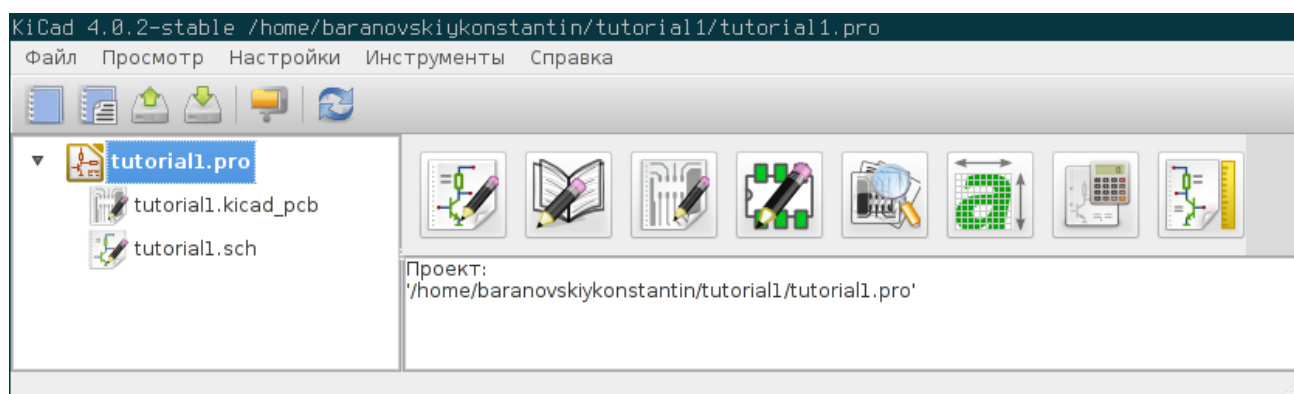 KiCad 4.0.2-stable /home/baranovskiykonstantin/tutorial1/tutorial1.pro
Файл Просмотр Настройки Инструменты Справка
tutorial1.pro
tutorial1.kicad_pcb
tutorial1.sch
Проект:
'/home/baranovskiykonstantin/tutorial1/tutorial1.pro'